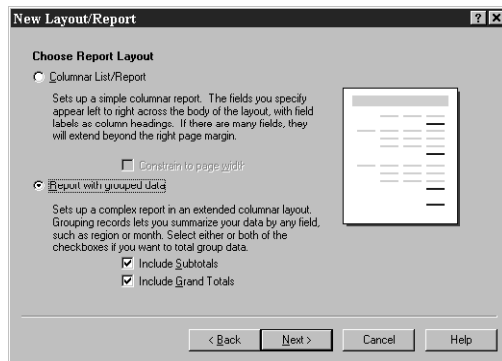 New Layout/Report
Choose Report Layout
Columnar List/Report
Sets up a simple columnar report. The fields you specify
appear left to right across the body of the layout, with field
labels as column headings. If there are many fields, they
will extend beyond the right page margin.
Constrain to page width
Report with grouped data
Sets up a complex report in an extended columnar layout.
Grouping records lets you summarize your data by any field,
such as region or month. Select either or both of the
checkboxes if you want to total group data.
Include Subtotals
Include Grand Totals
< Back
Next >
Cancel
Help